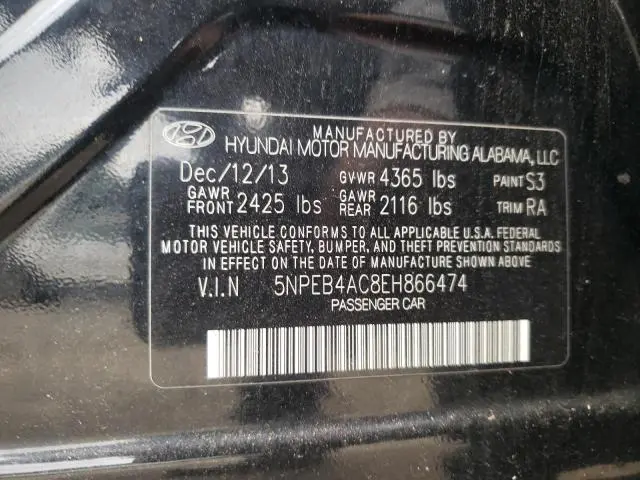 MANUFACTURED BY
HYUNDAI MOTOR MANUFACTURING ALABAMA, LLC
Dec/12/13 GVWR 4365 lbs PAINT S3
GAWR FRONT 2425 lbs GAWR REAR 2116 lbs TRIM RA
THIS VEHICLE CONFORMS TO ALL APPLICABLE U.S.A. FEDERAL
MOTOR VEHICLE SAFETY, BUMPER, AND THEFT PREVENTION STANDARDS
IN EFFECT ON THE DATE OF MANUFACTURE SHOWN ABOVE
V.I.N 5NPEB4AC8EH866474
PASSENGER CAR